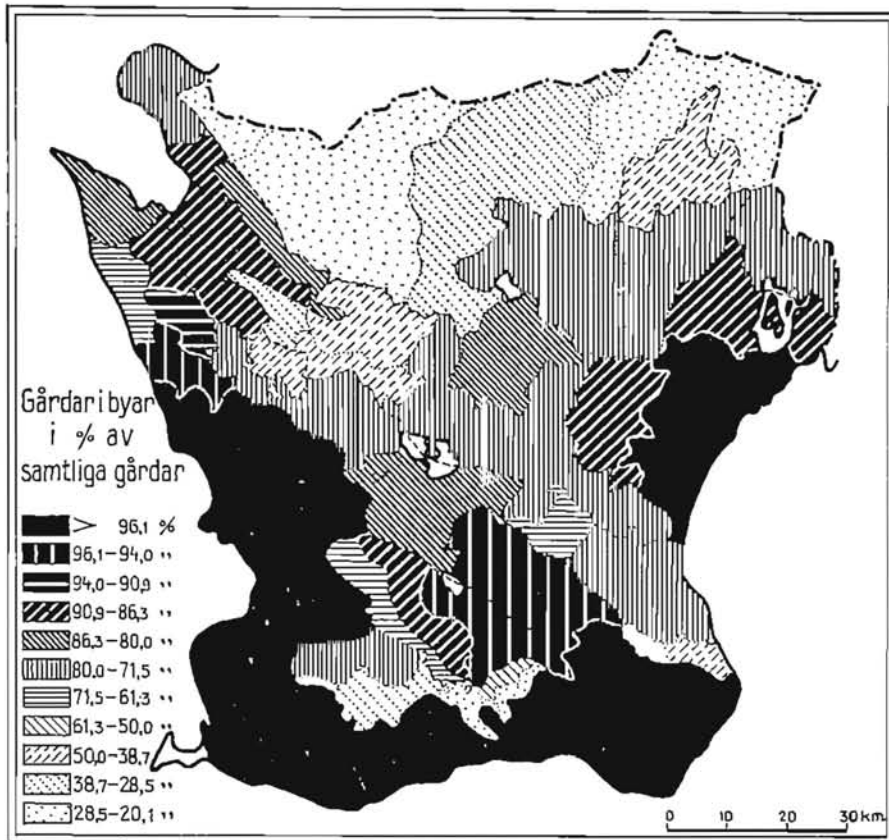 Gårdar i byar
i % av
samtliga gårdar
> 96,1 %
96,1–94,0 „
94,0–90,9 „
90,9–86,3 „
86,3–80,0 „
80,0–71,5 „
71,5–61,3 „
61,3–50,0 „
50,0–38,7
38,7–28,5 „
28,5–20,1 „
0 10 20 30 km.